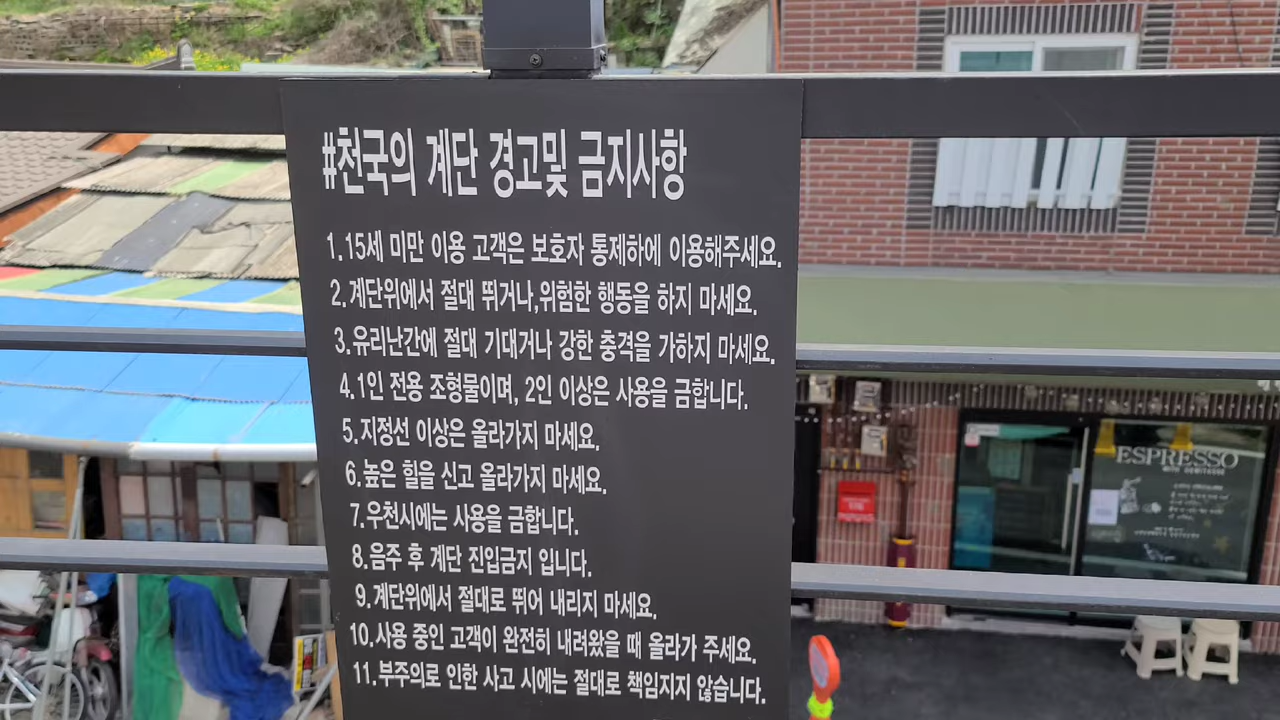 #천국의 계단 경고및 금지사항
1.15세 미만 이용 고객은 보호자 통제하에 이용해주세요.
2.계단위에서 절대 뛰거나,위험한 행동을 하지 마세요.
3.유리난간에 절대 기대거나 강한 충격을 가하지 마세요.
4.1인 전용 조형물이며, 2인 이상은 사용을 금합니다.
5.지정선 이상은 올라가지 마세요.
6.높은 힐을 신고 올라가지 마세요.
7.우천시에는 사용을 금합니다.
8.음주 후 계단 진입금지 입니다.
9.계단위에서 절대로 뛰어 내리지 마세요.
10.사용 중인 고객이 완전히 내려왔을 때 올라가 주세요.
11.부주의로 인한 사고 시에는 절대로 책임지지 않습니다.
ESPRESSO